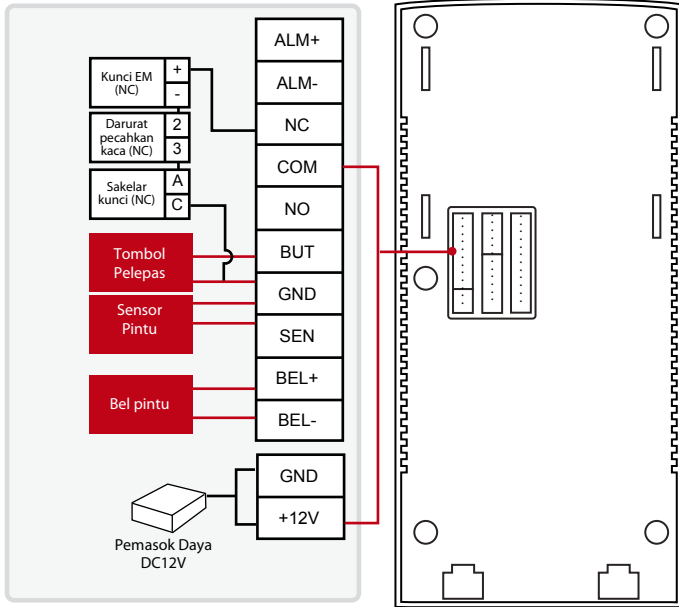 ALM+
ALM-
NC
COM
NO
BUT
GND
SEN
BEL+
BEL-
GND
+12V
Kunci EM
(NC)
+
-
Darurat
pecahkan
kaca (NC)
2
3
Sakelar
kunci (NC)
A
C
Tombol
Pelepas
Sensor
Pintu
Bel pintu
Pemasok Daya
DC12V